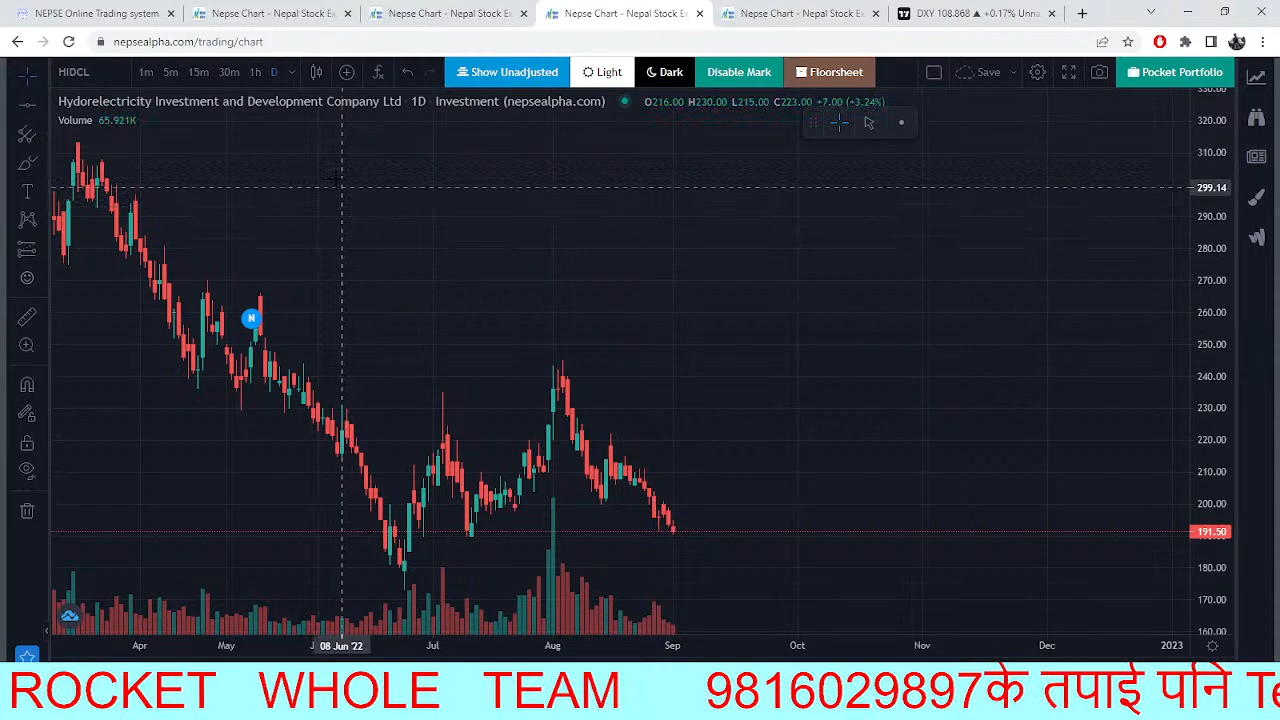 NEPSE Online Trading system
Nepse Chart - Nepal Stock Ex
Nepse Chart - Nepal Stock Ex
Nepse Chart - Nepal Stock Ex
Nepse Chart - Nepal Stock Ex
DXY 108.868 ▲ +0.17% Unna
nepsealpha.com/trading/chart
HIDCL 1m 5m 15m 30m 1h D Show Unadjusted Light Dark Disable Mark Floorsheet Save Pocket Portfolio
Hydorelectricity Investment and Development Company Ltd · 1D · Investment (nepsealpha.com) O216.00 H230.00 L215.00 C223.00 +7.00 (+3.24%)
Volume 65.921K
330.00
320.00
310.00
299.14
290.00
280.00
270.00
260.00
250.00
240.00
230.00
220.00
210.00
200.00
191.50
180.00
170.00
160.00
N
Apr May 08 Jun '22 Jul Aug Sep Oct Nov Dec 2023
ROCKET WHOLE TEAM 9816029897के तपाई पनि Te